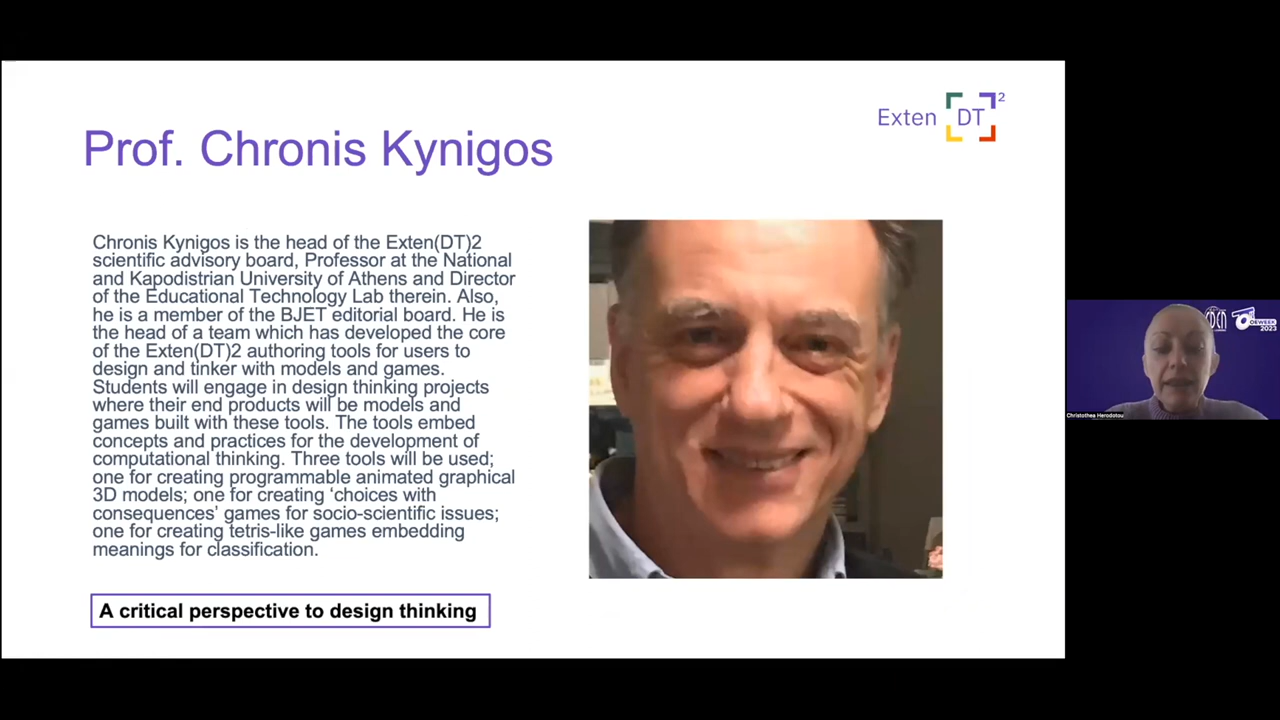 Exten DT 2
Prof. Chronis Kynigos
Chronis Kynigos is the head of the Exten(DT)2
scientific advisory board, Professor at the National
and Kapodistrian University of Athens and Director
of the Educational Technology Lab therein. Also,
he is a member of the BJET editorial board. He is
the head of a team which has developed the core
of the Exten(DT)2 authoring tools for users to
design and tinker with models and games.
Students will engage in design thinking projects
where their end products will be models and
games built with these tools. The tools embed
concepts and practices for the development of
computational thinking. Three tools will be used;
one for creating programmable animated graphical
3D models; one for creating ‘choices with
consequences’ games for socio-scientific issues;
one for creating tetris-like games embedding
meanings for classification.
A critical perspective to design thinking
OEWEEK
2023
Christothea Herodotou